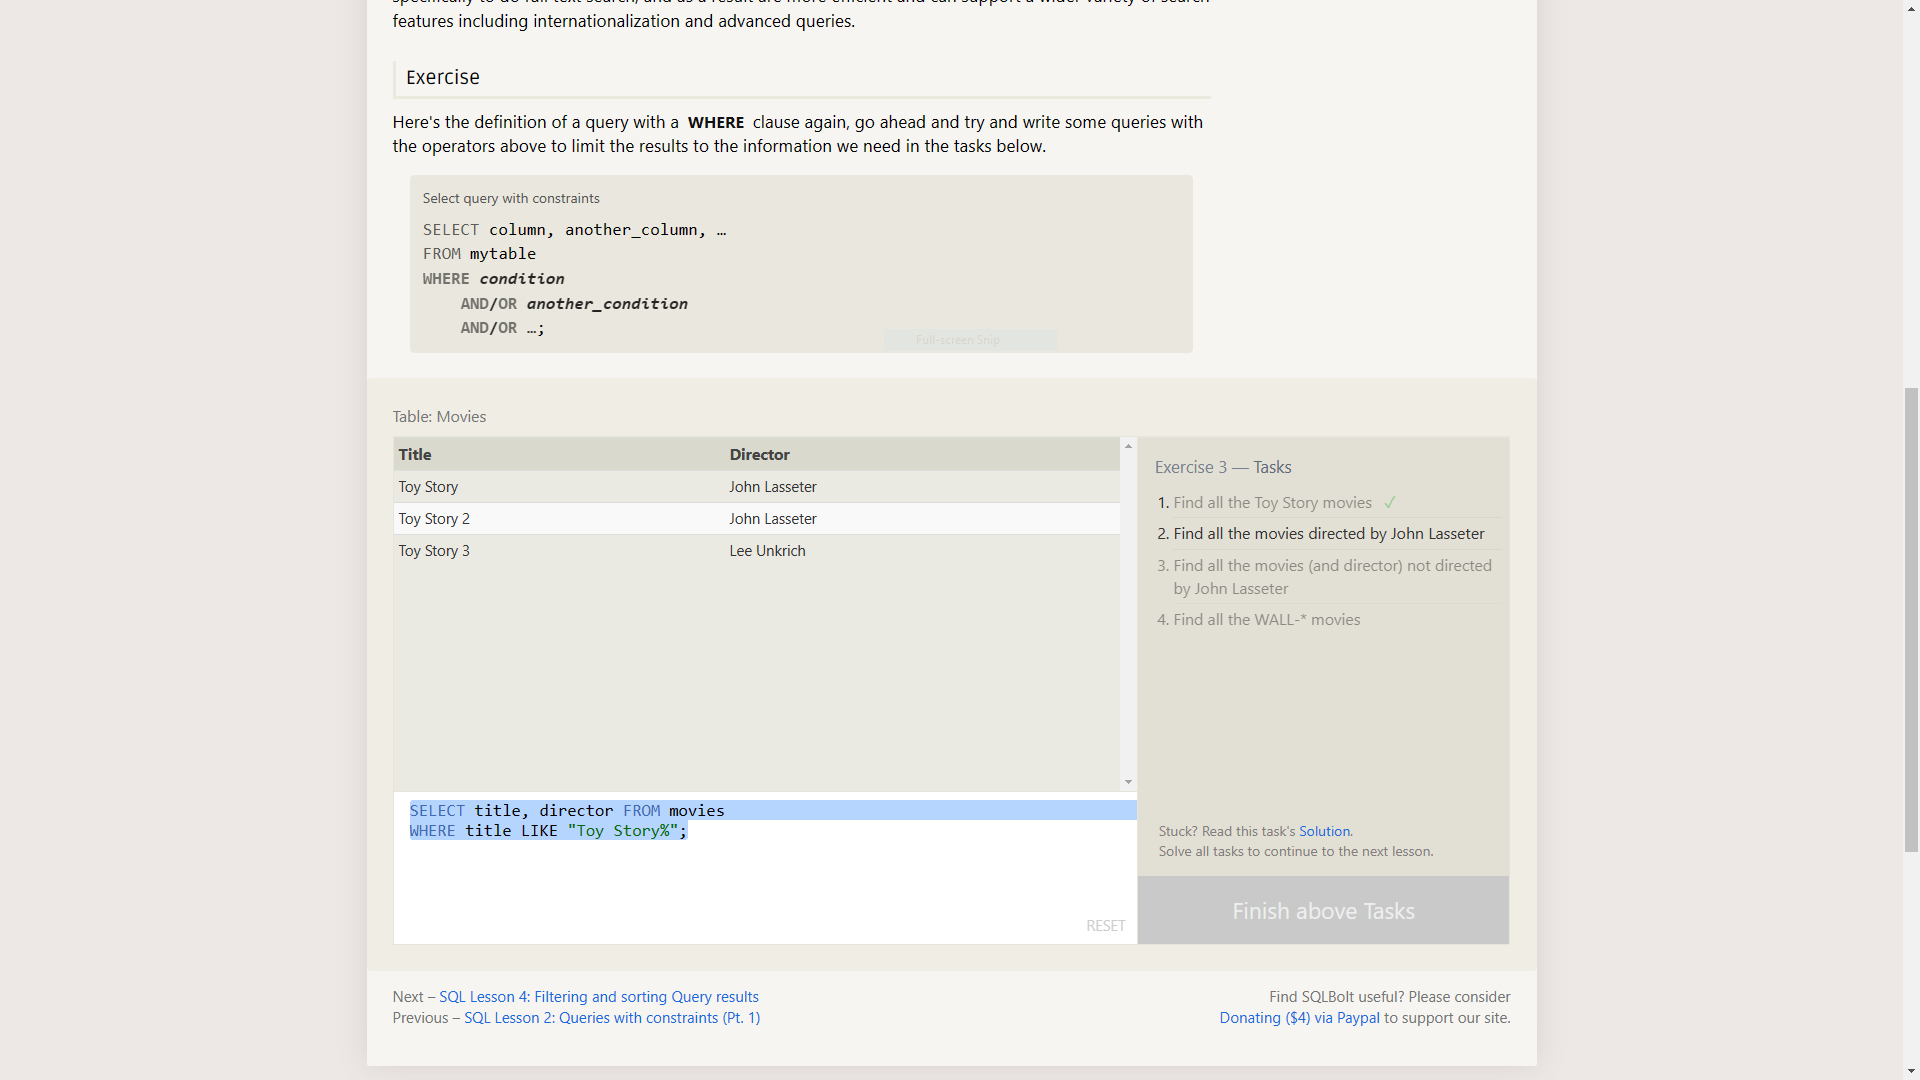 features including internationalization and advanced queries.
Exercise
Here's the definition of a query with a WHERE clause again, go ahead and try and write some queries with
the operators above to limit the results to the information we need in the tasks below.
Select query with constraints
SELECT column, another_column, …
FROM mytable
WHERE condition
AND/OR another_condition
AND/OR …;
Full-screen Snip
Table: Movies
Title Director
Toy Story John Lasseter
Toy Story 2 John Lasseter
Toy Story 3 Lee Unkrich
SELECT title, director FROM movies
WHERE title LIKE "Toy Story%";
RESET
Exercise 3 — Tasks
1. Find all the Toy Story movies ✓
2. Find all the movies directed by John Lasseter
3. Find all the movies (and director) not directed
by John Lasseter
4. Find all the WALL-* movies
Stuck? Read this task's Solution.
Solve all tasks to continue to the next lesson.
Finish above Tasks
Next – SQL Lesson 4: Filtering and sorting Query results
Previous – SQL Lesson 2: Queries with constraints (Pt. 1)
Find SQLBolt useful? Please consider
Donating ($4) via Paypal to support our site.